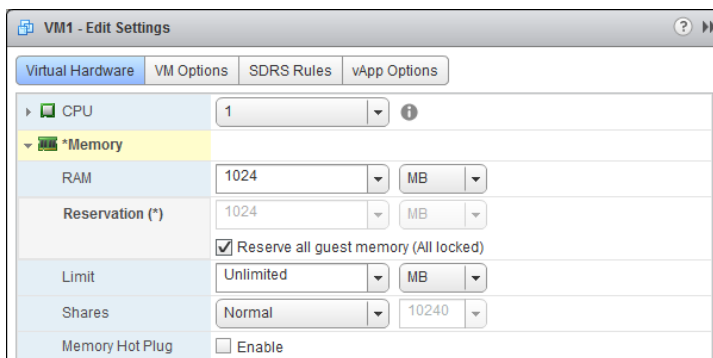 VM1 - Edit Settings ?
Virtual Hardware VM Options SDRS Rules vApp Options
CPU 1
*Memory
RAM 1024 MB
Reservation (*) 1024 MB
Reserve all guest memory (All locked)
Limit Unlimited MB
Shares Normal 10240
Memory Hot Plug Enable